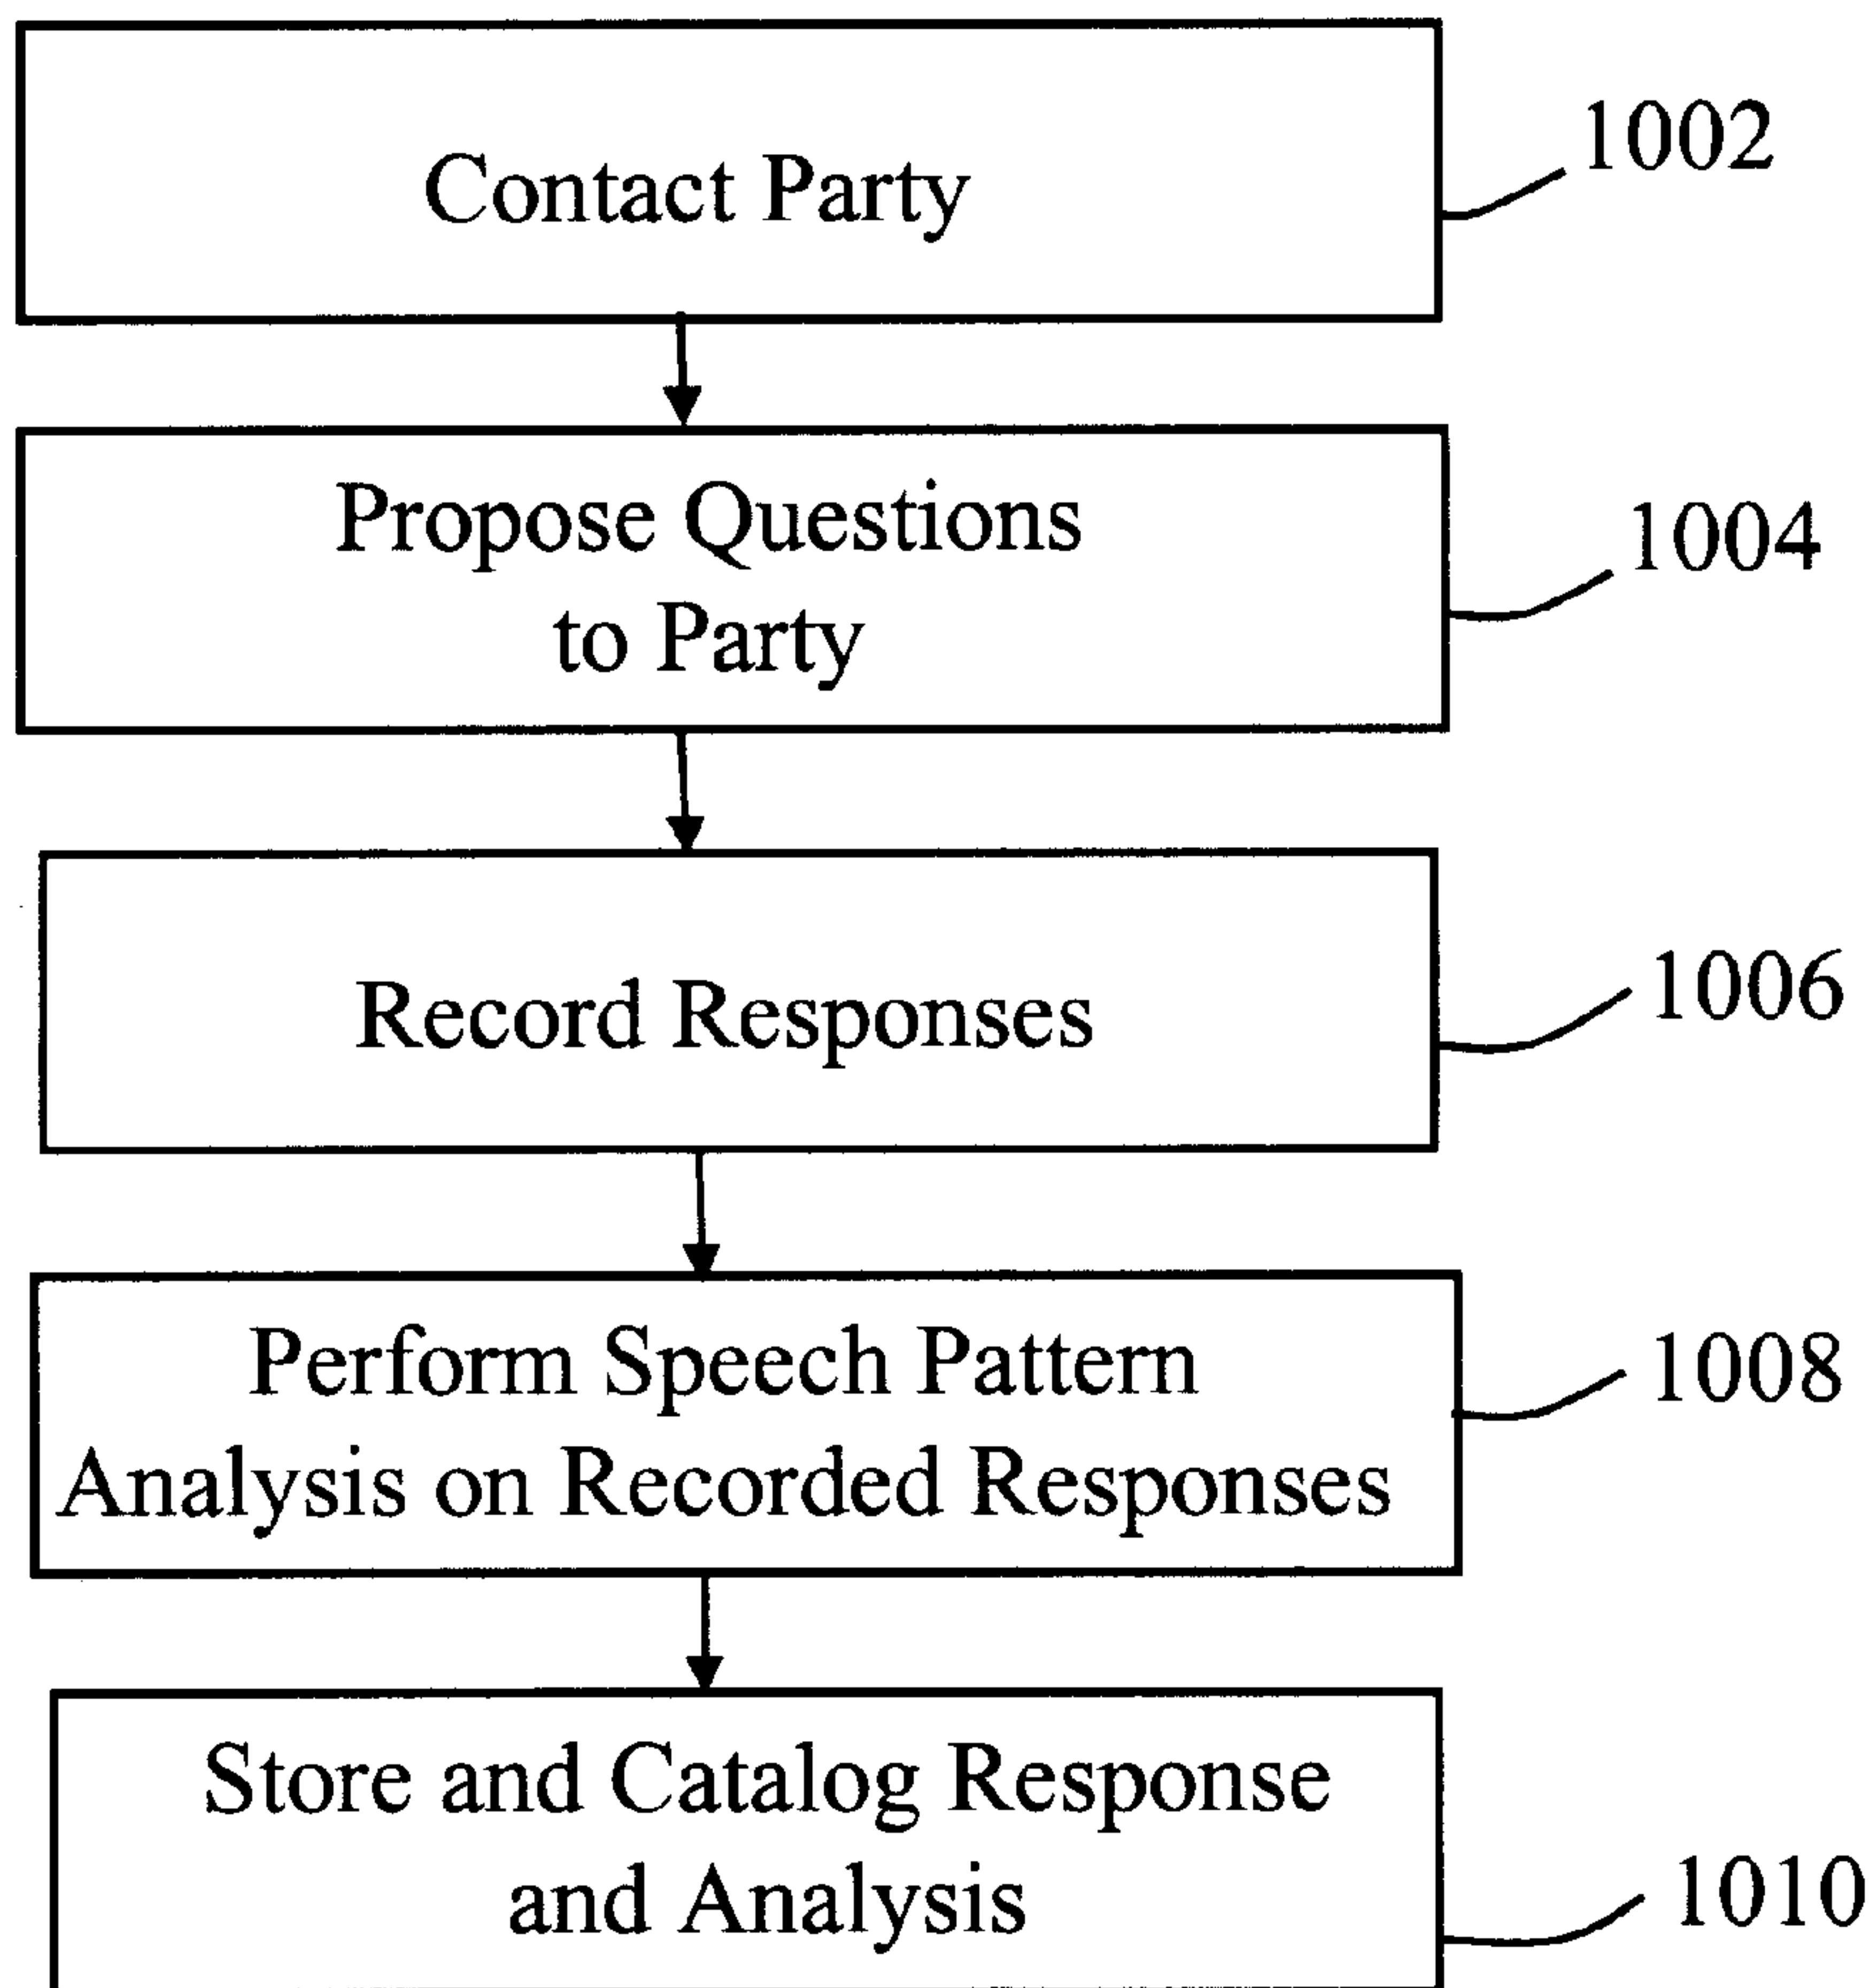 Contact Party
1002
Propose Questions
to Party
1004
Record Responses
1006
Perform Speech Pattern
Analysis on Recorded Responses
1008
Store and Catalog Response
and Analysis
1010